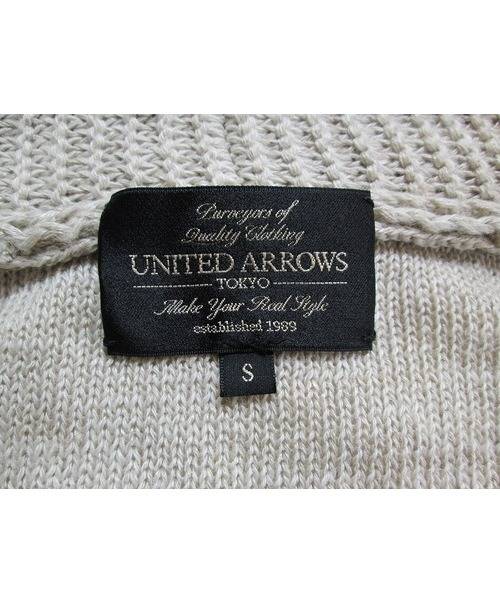 Purveyors of
Quality Clothing
UNITED ARROWS
TOKYO
Make Your Real Style
established 1989
S